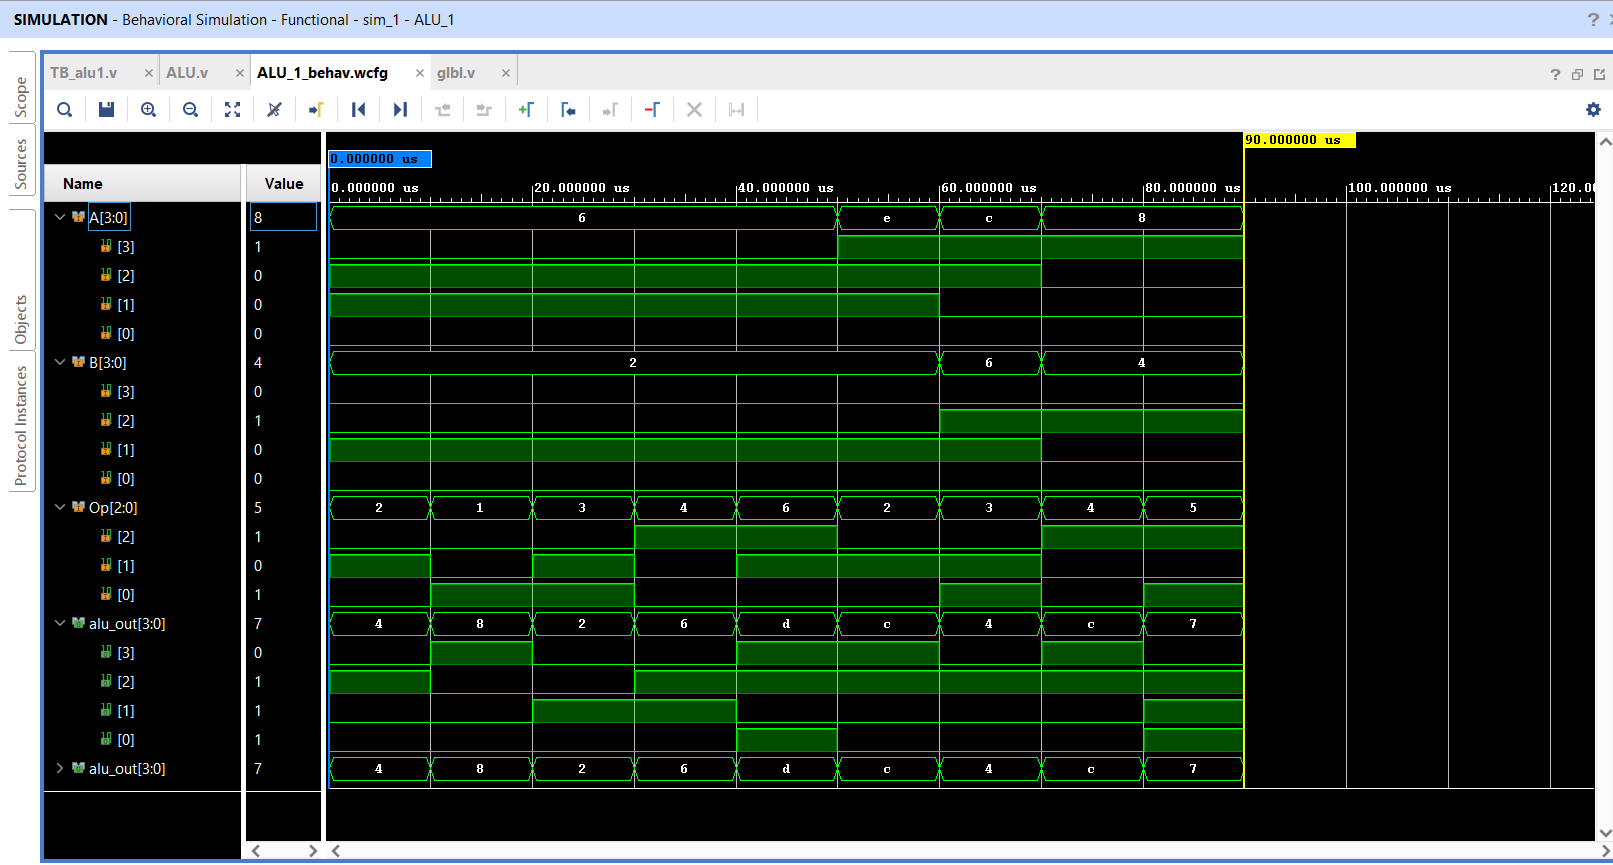 SIMULATION - Behavioral Simulation - Functional - sim_1 - ALU_1 ?
TB_alu1.v × ALU.v × ALU_1_behav.wcfg × glbl.v × ?
Scope
Sources
Objects
Protocol Instances
90.000000 us
0.000000 us
Name Value 0.000000 us 20.000000 us 40.000000 us 60.000000 us 80.000000 us 100.000000 us 120.0
A[3:0] 8 6 e c 8
[3] 1
[2] 0
[1] 0
[0] 0
B[3:0] 4 2 6 4
[3] 0
[2] 1
[1] 0
[0] 0
Op[2:0] 5 2 1 3 4 6 2 3 4 5
[2] 1
[1] 0
[0] 1
alu_out[3:0] 7 4 8 2 6 d c 4 c 7
[3] 0
[2] 1
[1] 1
[0] 1
alu_out[3:0] 7 4 8 2 6 d c 4 c 7